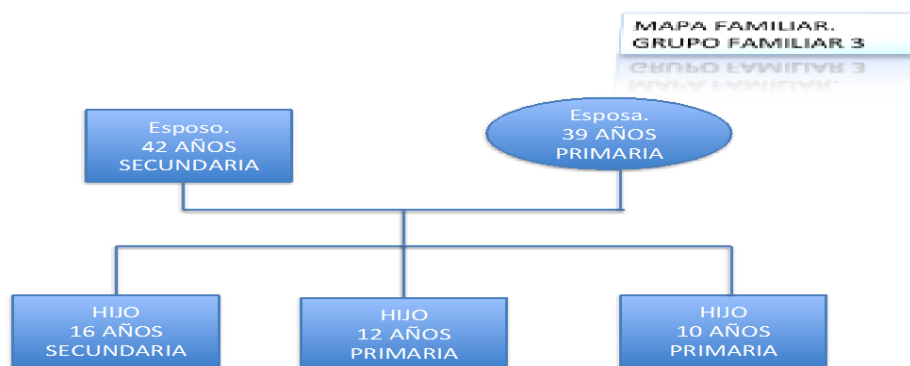 MAPA FAMILIAR.
GRUPO FAMILIAR 3
Esposo.
42 AÑOS
SECUNDARIA
Esposa.
39 AÑOS
PRIMARIA
HIJO
16 AÑOS
SECUNDARIA
HIJO
12 AÑOS
PRIMARIA
HIJO
10 AÑOS
PRIMARIA